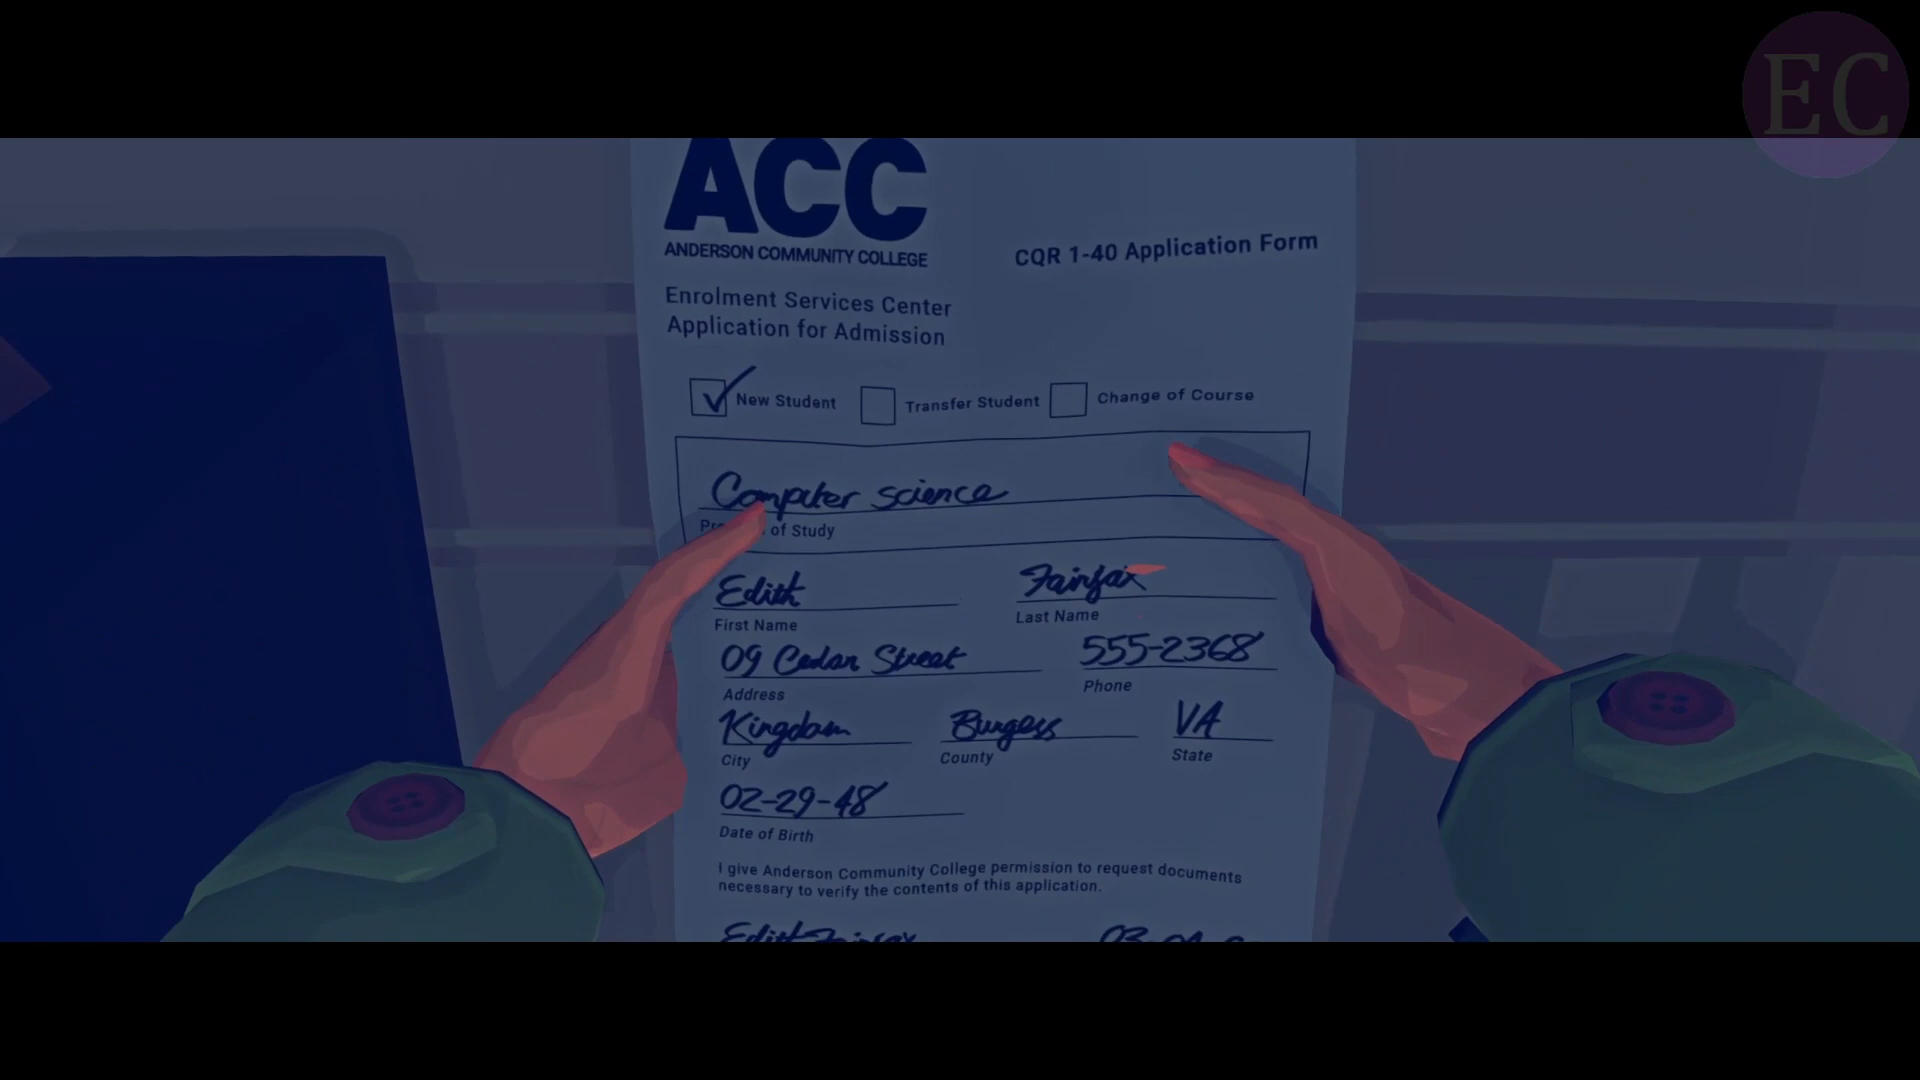 EC
ACC
ANDERSON COMMUNITY COLLEGE
CQR 1-40 Application Form
Enrolment Services Center
Application for Admission
New Student
Transfer Student
Change of Course
Computer science
of Study
Edith
Fairfax
First Name
Last Name
09 Cedar Street
555-2368
Address
Phone
Kingdom
Burgess
VA
City
County
State
02-29-48
Date of Birth
I give Anderson Community College permission to request documents
necessary to verify the contents of this application.
Edith Fairfax